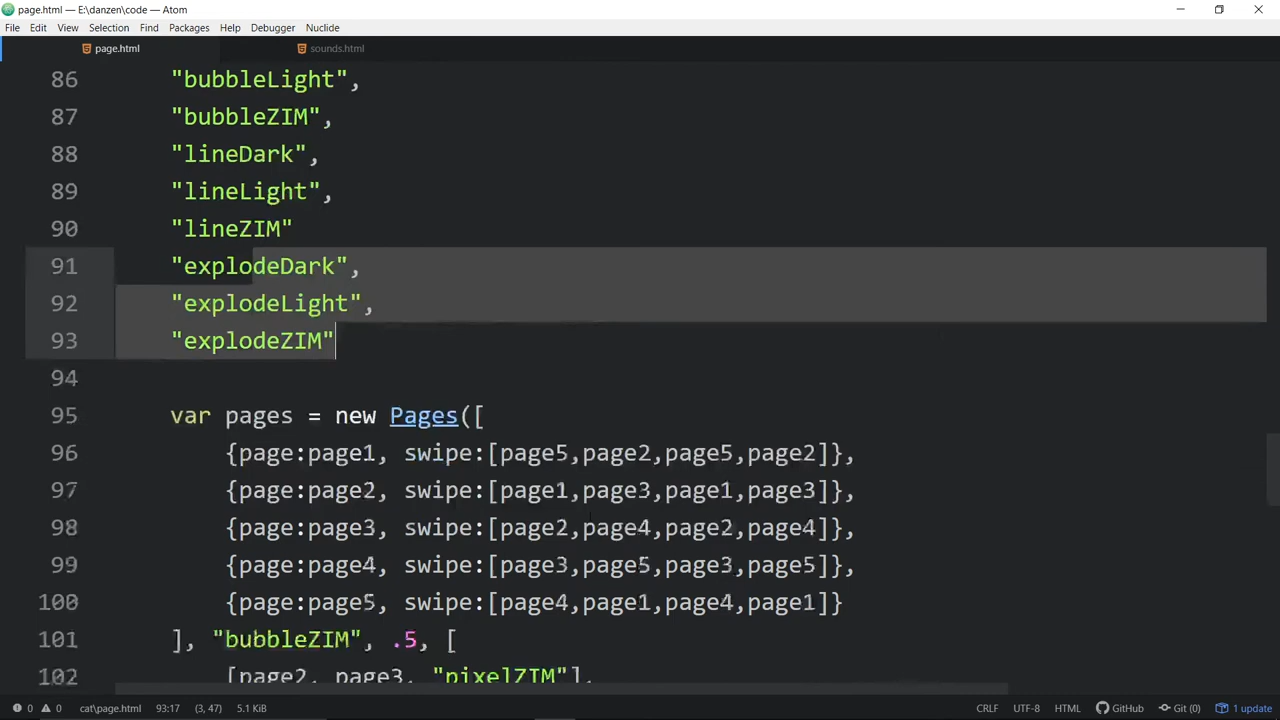 page.html — E:\danzen\code — Atom
File Edit View Selection Find Packages Help Debugger Nuclide
page.html sounds.html
86 "bubbleLight",
87 "bubbleZIM",
88 "lineDark",
89 "lineLight",
90 "lineZIM"
91 "explodeDark",
92 "explodeLight",
93 "explodeZIM"
94
95 var pages = new Pages([
96 {page:page1, swipe:[page5,page2,page5,page2]},
97 {page:page2, swipe:[page1,page3,page1,page3]},
98 {page:page3, swipe:[page2,page4,page2,page4]},
99 {page:page4, swipe:[page3,page5,page3,page5]},
100 {page:page5, swipe:[page4,page1,page4,page1]}
101 ], "bubbleZIM", .5, [
102 [page2, page3, "pixelZIM"],
0 0 cat\page.html 93:17 (3, 47) 5.1 KiB CRLF UTF-8 HTML GitHub Git (0) 1 update